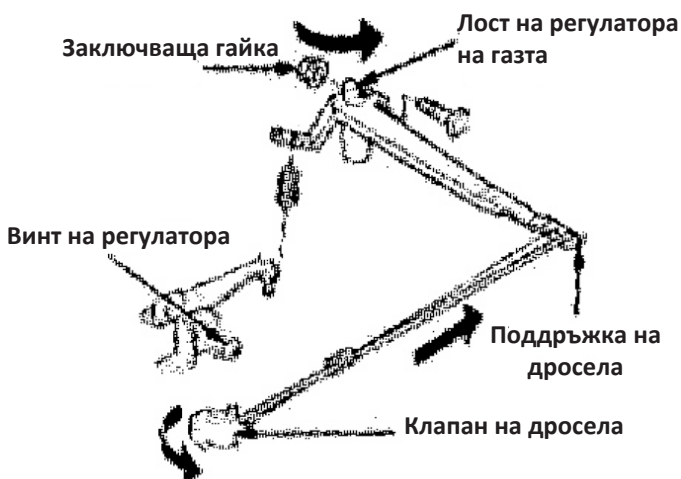 Лост на регулатора
на газта
Заключваща гайка
Винт на регулатора
Поддръжка на
дросела
Клапан на дросела